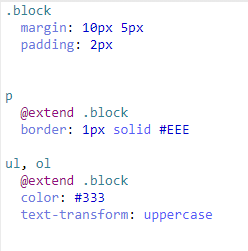 .block
  margin: 10px 5px
  padding: 2px

p
  @extend .block
  border: 1px solid #EEE

ul, ol
  @extend .block
  color: #333
  text-transform: uppercase